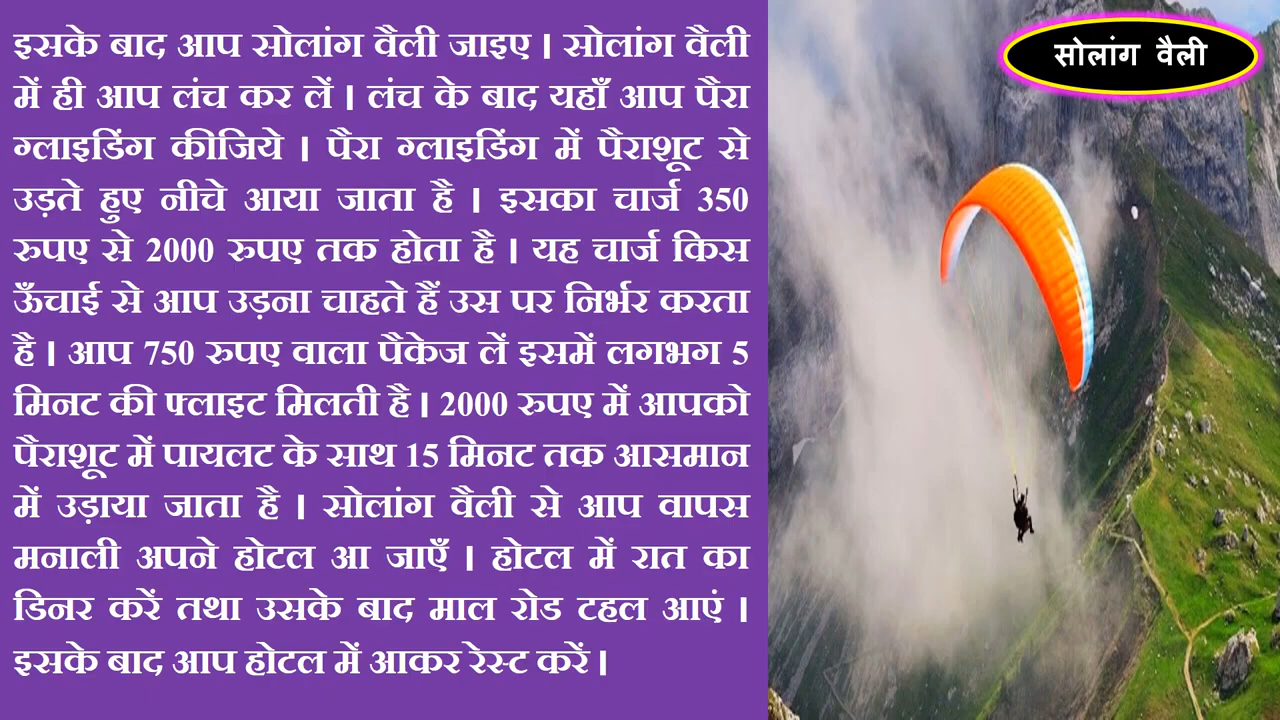 इसके बाद आप सोलांग वैली जाइए । सोलांग वैली
में ही आप लंच कर लें । लंच के बाद यहाँ आप पैरा
ग्लाइडिंग कीजिये । पैरा ग्लाइडिंग में पैराशूट से
उड़ते हुए नीचे आया जाता है । इसका चार्ज 350
रुपए से 2000 रुपए तक होता है । यह चार्ज किस
ऊँचाई से आप उड़ना चाहते हैं उस पर निर्भर करता
है । आप 750 रुपए वाला पैकेज लें इसमें लगभग 5
मिनट की फ्लाइट मिलती है । 2000 रुपए में आपको
पैराशूट में पायलट के साथ 15 मिनट तक आसमान
में उड़ाया जाता है । सोलांग वैली से आप वापस
मनाली अपने होटल आ जाएँ । होटल में रात का
डिनर करें तथा उसके बाद माल रोड टहल आएं ।
इसके बाद आप होटल में आकर रेस्ट करें ।
सोलांग वैली